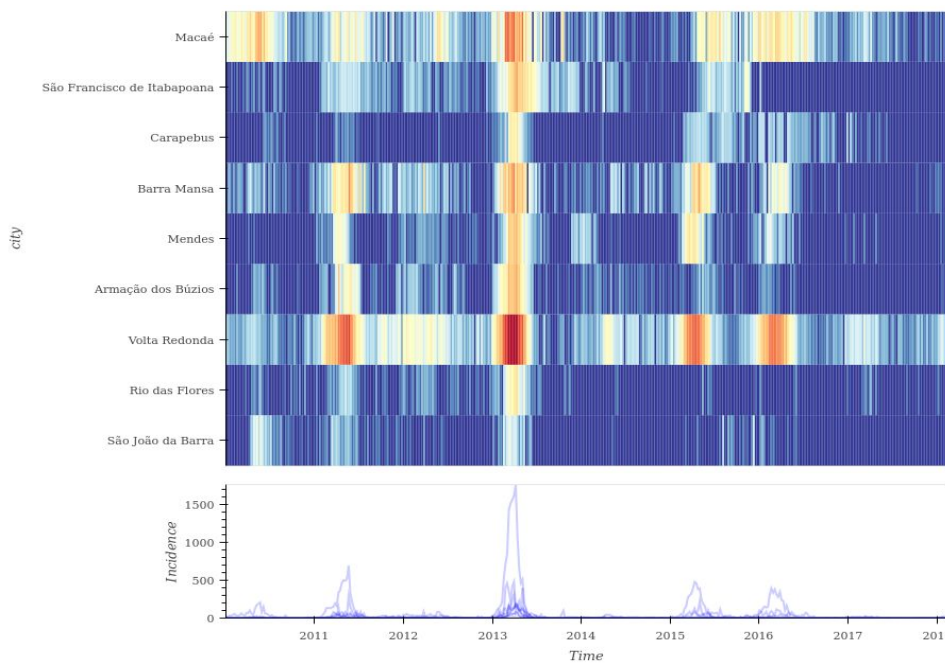 Macaé
São Francisco de Itabapoana
Carapebus
Barra Mansa
city
Mendes
Armação dos Búzios
Volta Redonda
Rio das Flores
São João da Barra
1500
1000
Incidence
500
0
2011 2012 2013 2014 2015 2016 2017 201
Time